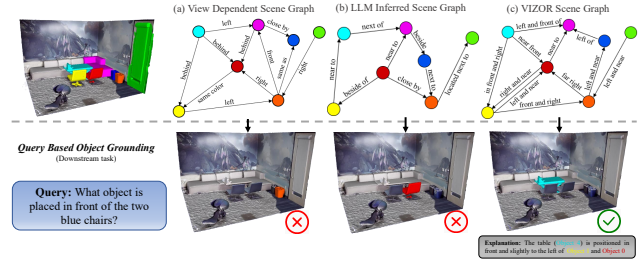 (a) View Dependent Scene Graph
(b) LLM Inferred Scene Graph
(c) VIZOR Scene Graph
left
close by
behind
behind
behind
front
same as
right
right
same color
left
next of
near to
near to
beside
next to
beside of
close by
located next to
left and front of
near front
near to
left of
in front and right
right and near
left and near
far right
left and near
left and near
front and right
Query Based Object Grounding
(Downstream task)
Query: What object is
placed in front of the two
blue chairs?
Explanation: The table ( ) is positioned in
front and slightly to the left of and Object 0